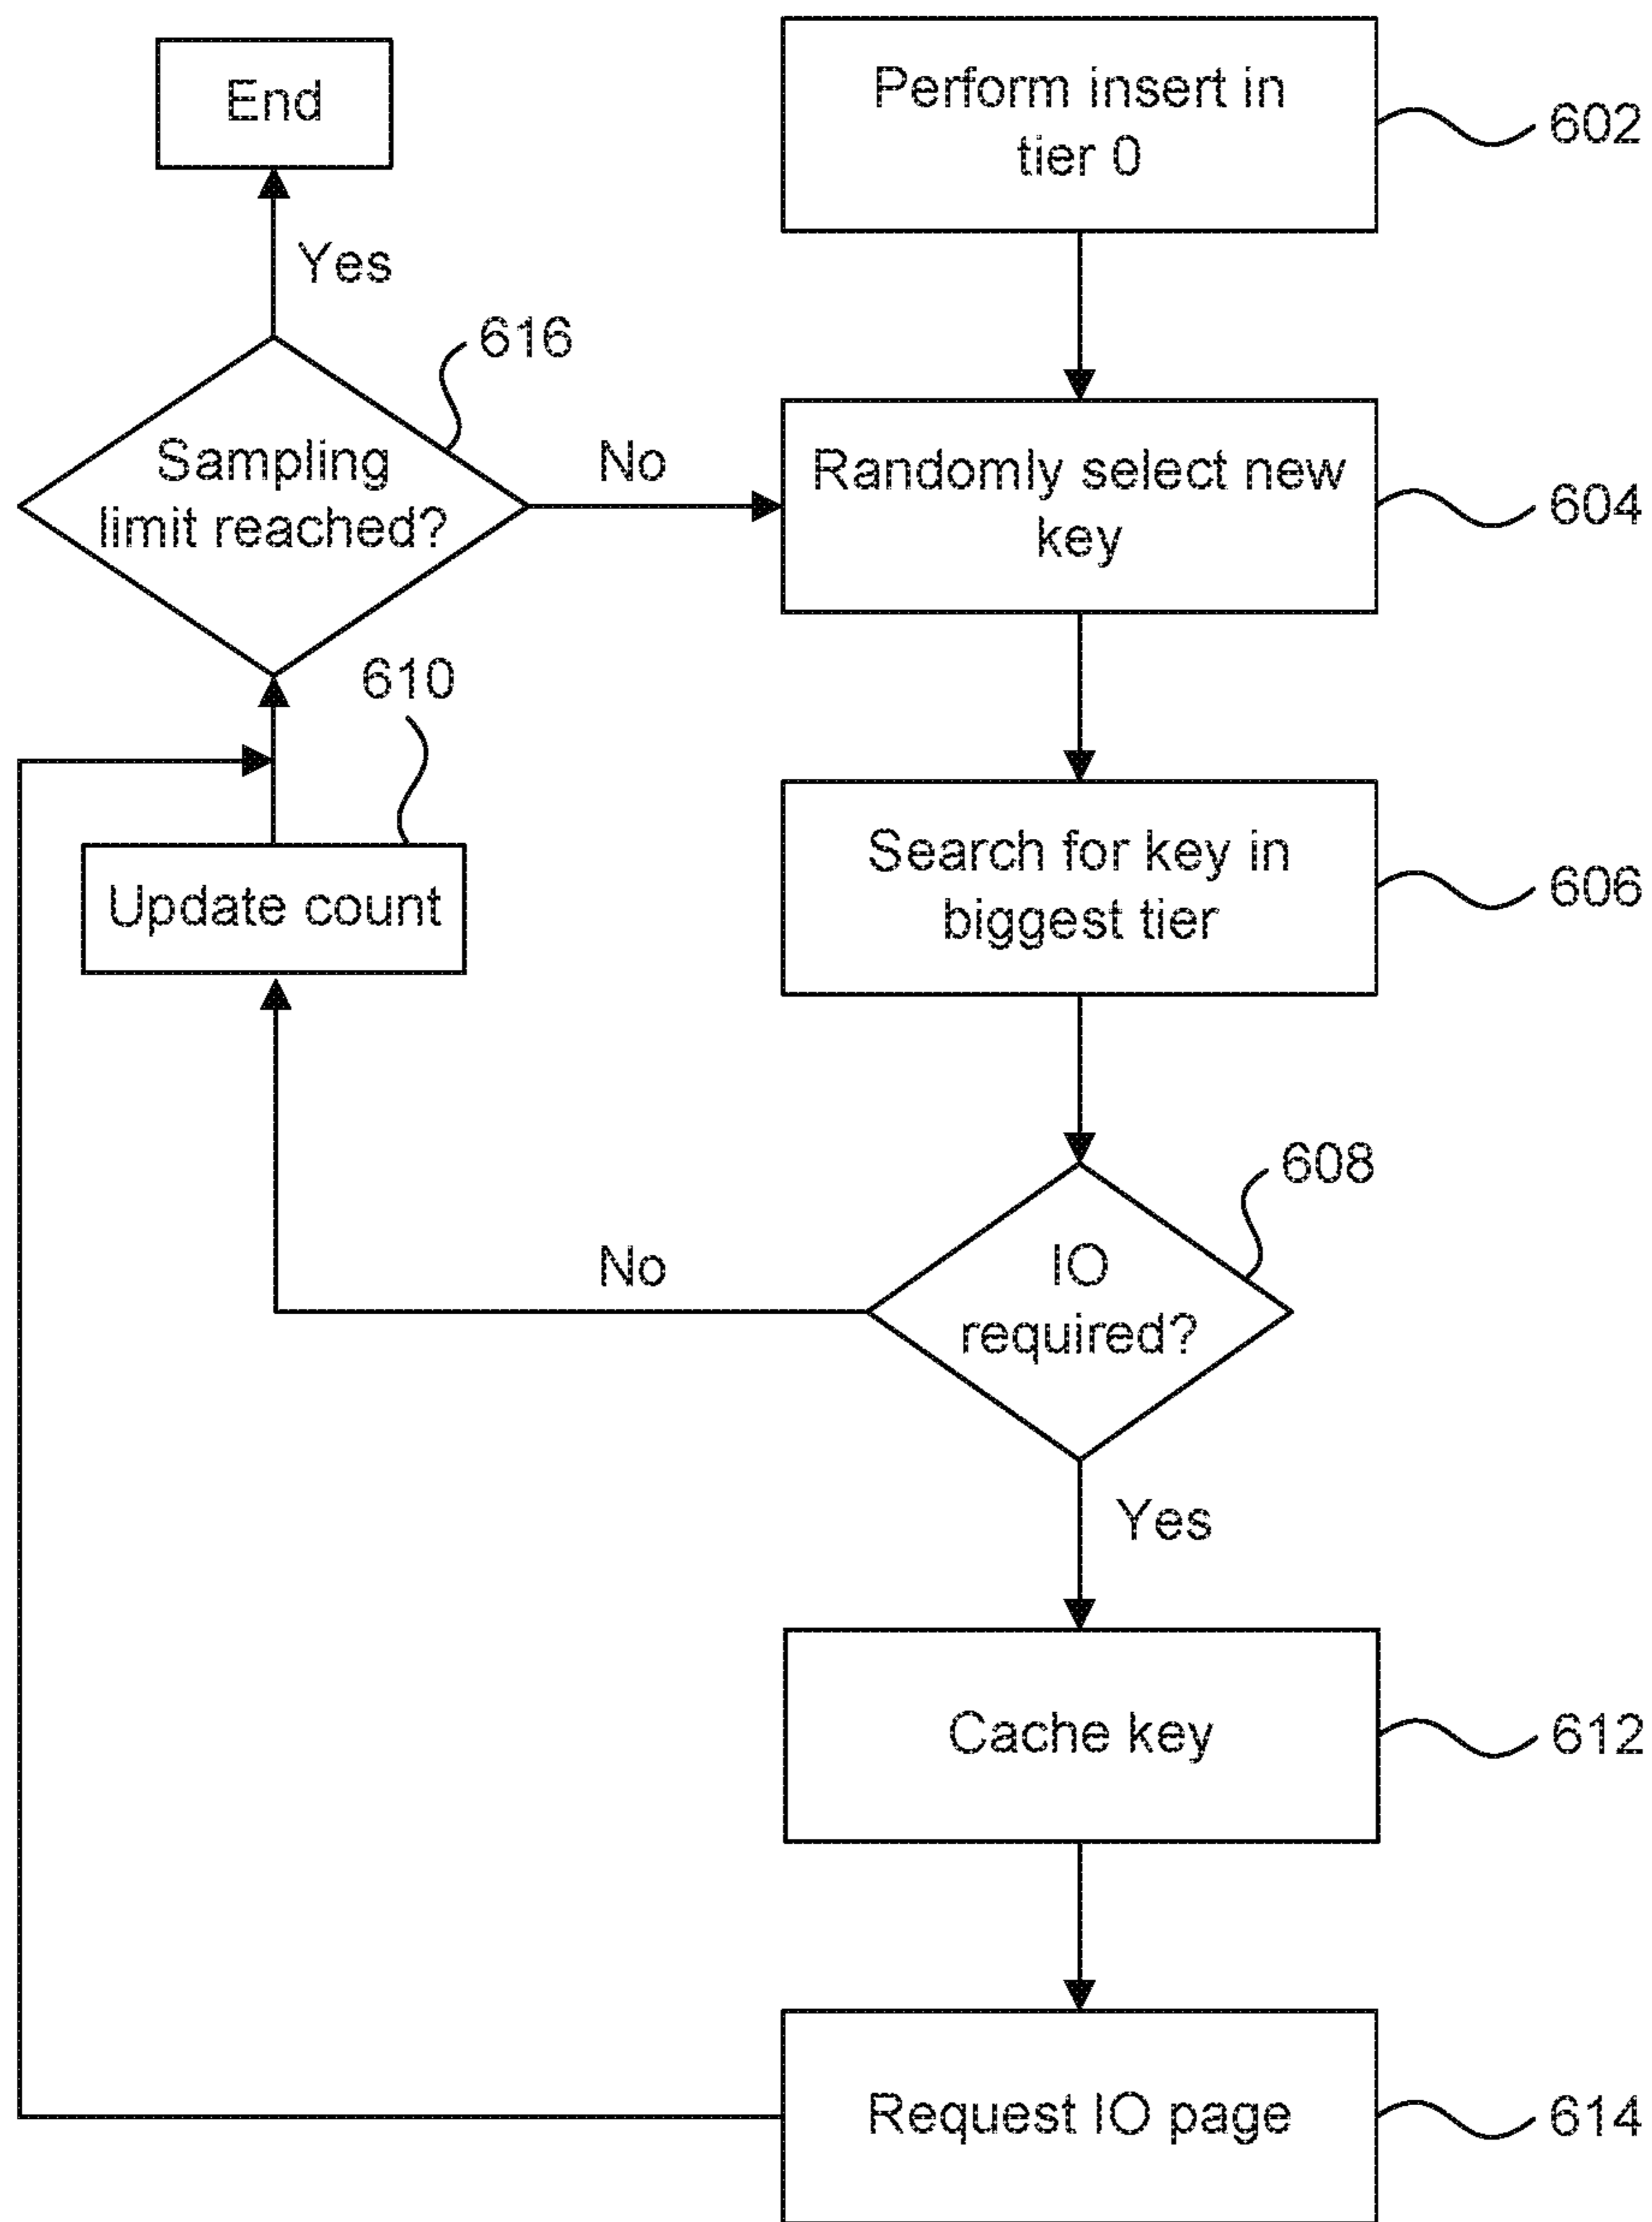 End
Perform insert in
tier 0
602
Yes
616
Sampling
limit reached?
No
Randomly select new
key
604
610
Update count
Search for key in
biggest tier
606
608
No
IO
required?
Yes
Cache key
612
Request IO page
614